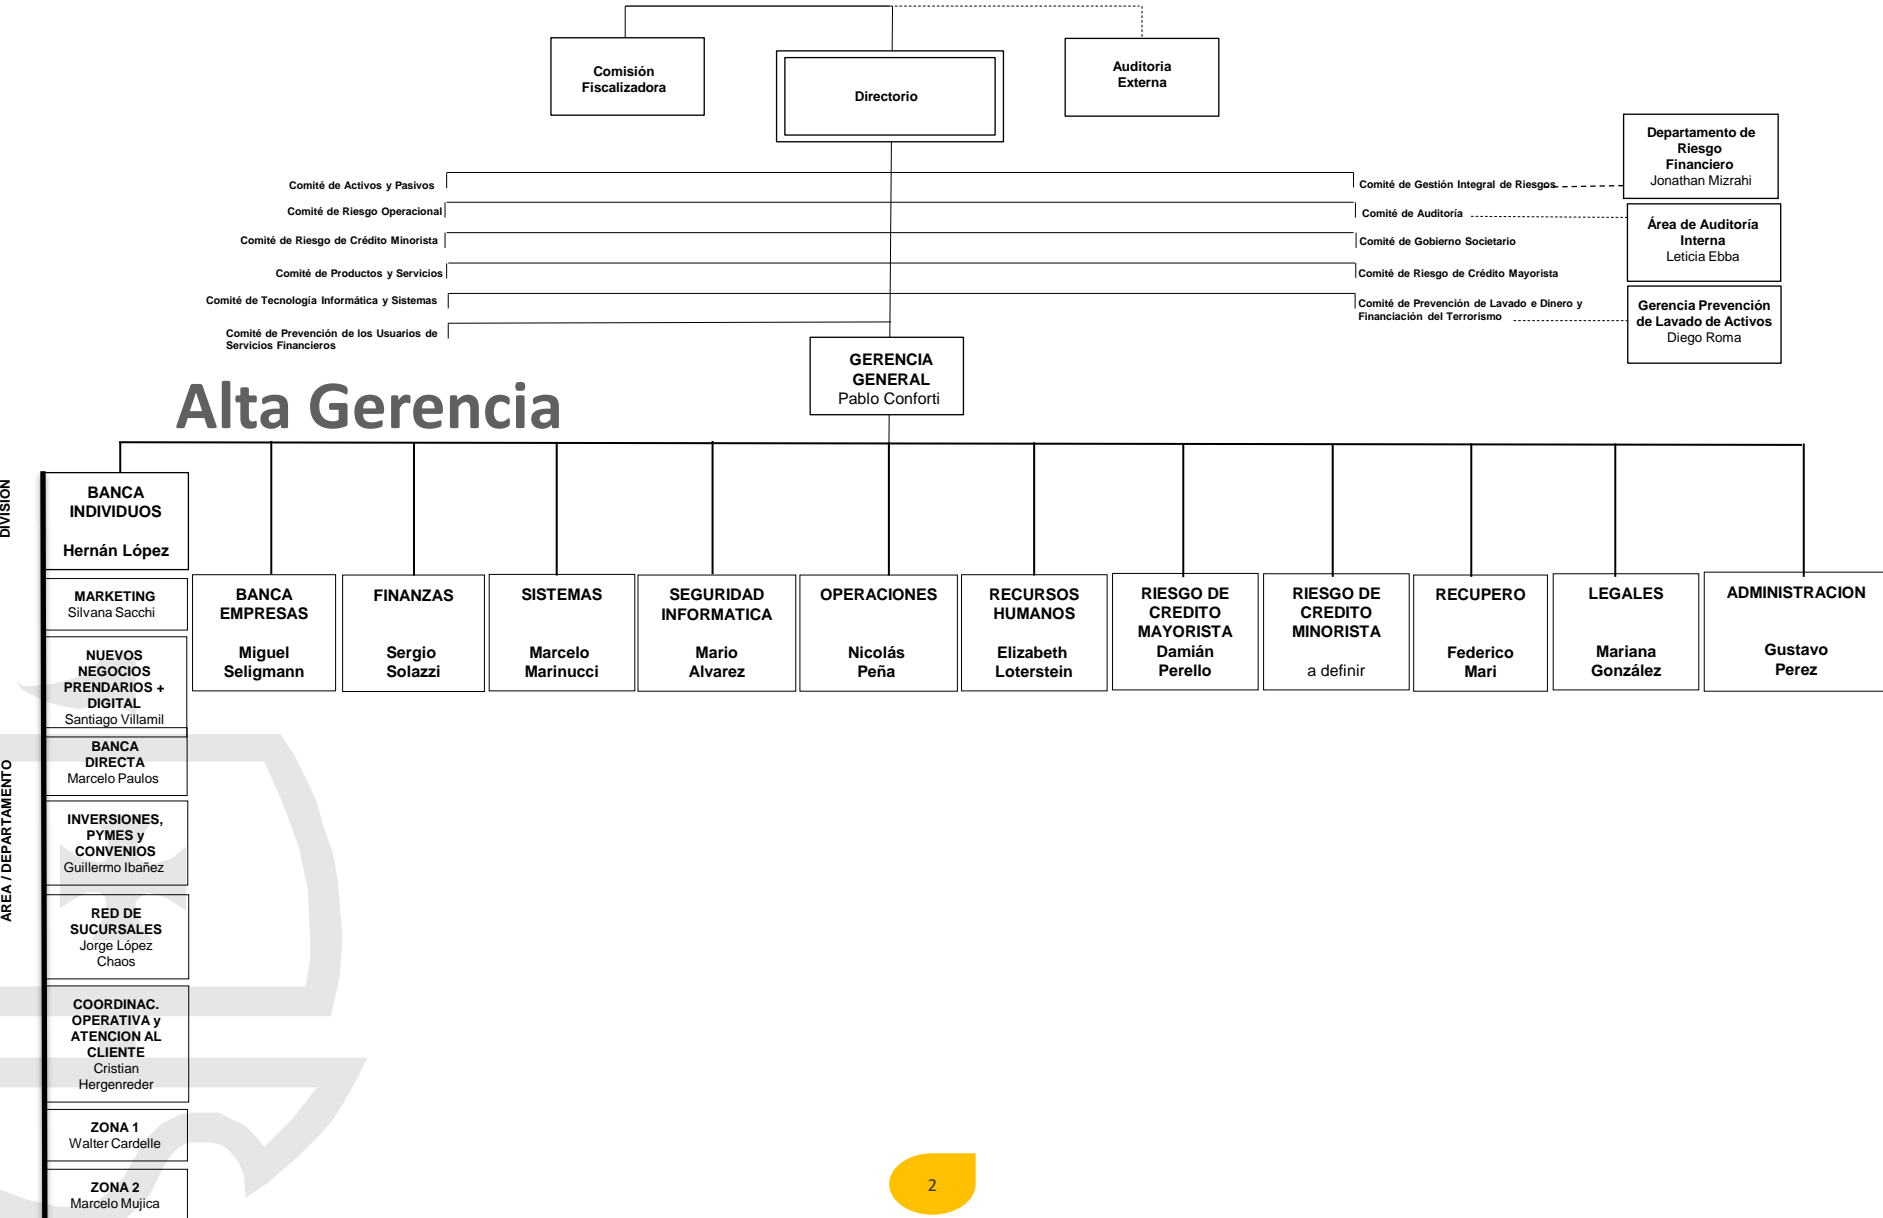 Comisión
Fiscalizadora
Directorio
Auditoria
Externa
Departamento de
Riesgo
Financiero
Jonathan Mizrahi
Comité de Activos y Pasivos
Comité de Gestión Integral de Riesgos
Comité de Riesgo Operacional
Comité de Auditoría
Área de Auditoría
Interna
Leticia Ebba
Comité de Riesgo de Crédito Minorista
Comité de Gobierno Societario
Comité de Productos y Servicios
Comité de Riesgo de Crédito Mayorista
Comité de Tecnología Informática y Sistemas
Comité de Prevención de Lavado e Dinero y
Financiación del Terrorismo
Gerencia Prevención
de Lavado de Activos
Diego Roma
Comité de Prevención de los Usuarios de
Servicios Financieros
GERENCIA
GENERAL
Pablo Conforti
Alta Gerencia
DIVISION
BANCA
INDIVIDUOS
Hernán López
BANCA
EMPRESAS
Miguel
Seligmann
FINANZAS
Sergio
Solazzi
SISTEMAS
Marcelo
Marinucci
SEGURIDAD
INFORMATICA
Mario
Alvarez
OPERACIONES
Nicolás
Peña
RECURSOS
HUMANOS
Elizabeth
Loterstein
RIESGO DE
CREDITO
MAYORISTA
Damián
Perello
RIESGO DE
CREDITO
MINORISTA
a definir
RECUPERO
Federico
Mari
LEGALES
Mariana
González
ADMINISTRACION
Gustavo
Perez
AREA / DEPARTAMENTO
MARKETING
Silvana Sacchi
NUEVOS
NEGOCIOS
PRENDARIOS +
DIGITAL
Santiago Villamil
BANCA
DIRECTA
Marcelo Paulos
INVERSIONES,
PYMES y
CONVENIOS
Guillermo Ibañez
RED DE
SUCURSALES
Jorge López
Chaos
COORDINAC.
OPERATIVA y
ATENCION AL
CLIENTE
Cristian
Hergenreder
ZONA 1
Walter Cardelle
ZONA 2
Marcelo Mujica
2